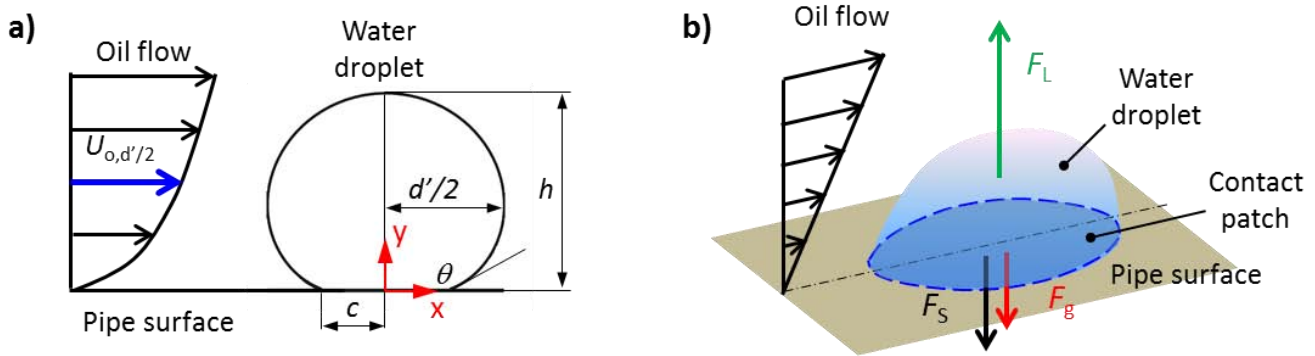 a)
Oil flow
Water
droplet
U_{o,d'/2}
d'/2
h
y
θ
x
c
Pipe surface
b)
Oil flow
F_L
Water
droplet
Contact
patch
Pipe surface
F_S
F_g